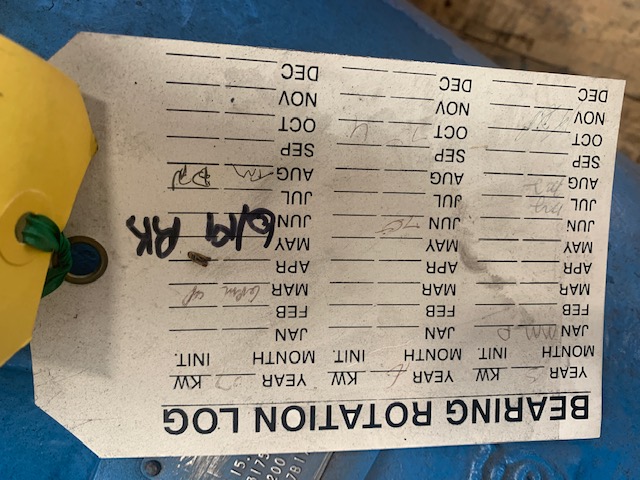 BEARING ROTATION LOG
YEAR KW YEAR KW YEAR KW
MONTH INIT. MONTH INIT. MONTH INIT.
JAN JAN JAN
FEB FEB FEB
MAR MAR MAR
APR APR APR
MAY MAY MAY
JUN JUN JUN 6/19 RK
JUL JUL JUL
AUG AUG AUG
SEP SEP SEP
OCT OCT OCT
NOV NOV NOV
DEC DEC DEC